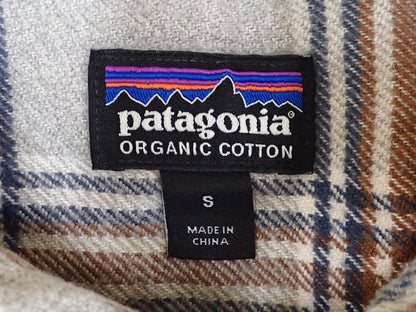 patagonia®
ORGANIC COTTON
S
MADE IN
CHINA